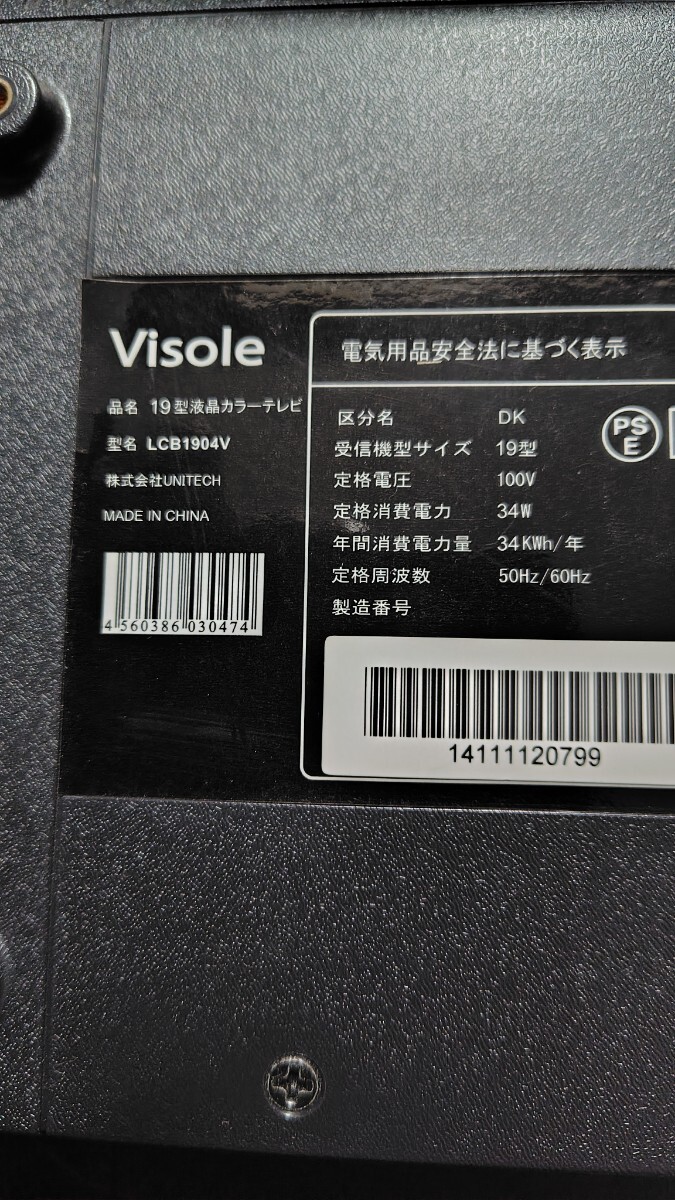 Visole
品名 19型液晶カラーテレビ
型名 LCB1904V
株式会社UNITECH
MADE IN CHINA
4 560386 030474
電気用品安全法に基づく表示
区分名 DK
受信機型サイズ 19型
定格電圧 100V
定格消費電力 34W
年間消費電力量 34KWh/年
定格周波数 50Hz/60Hz
製造番号
PS
E
14111120799